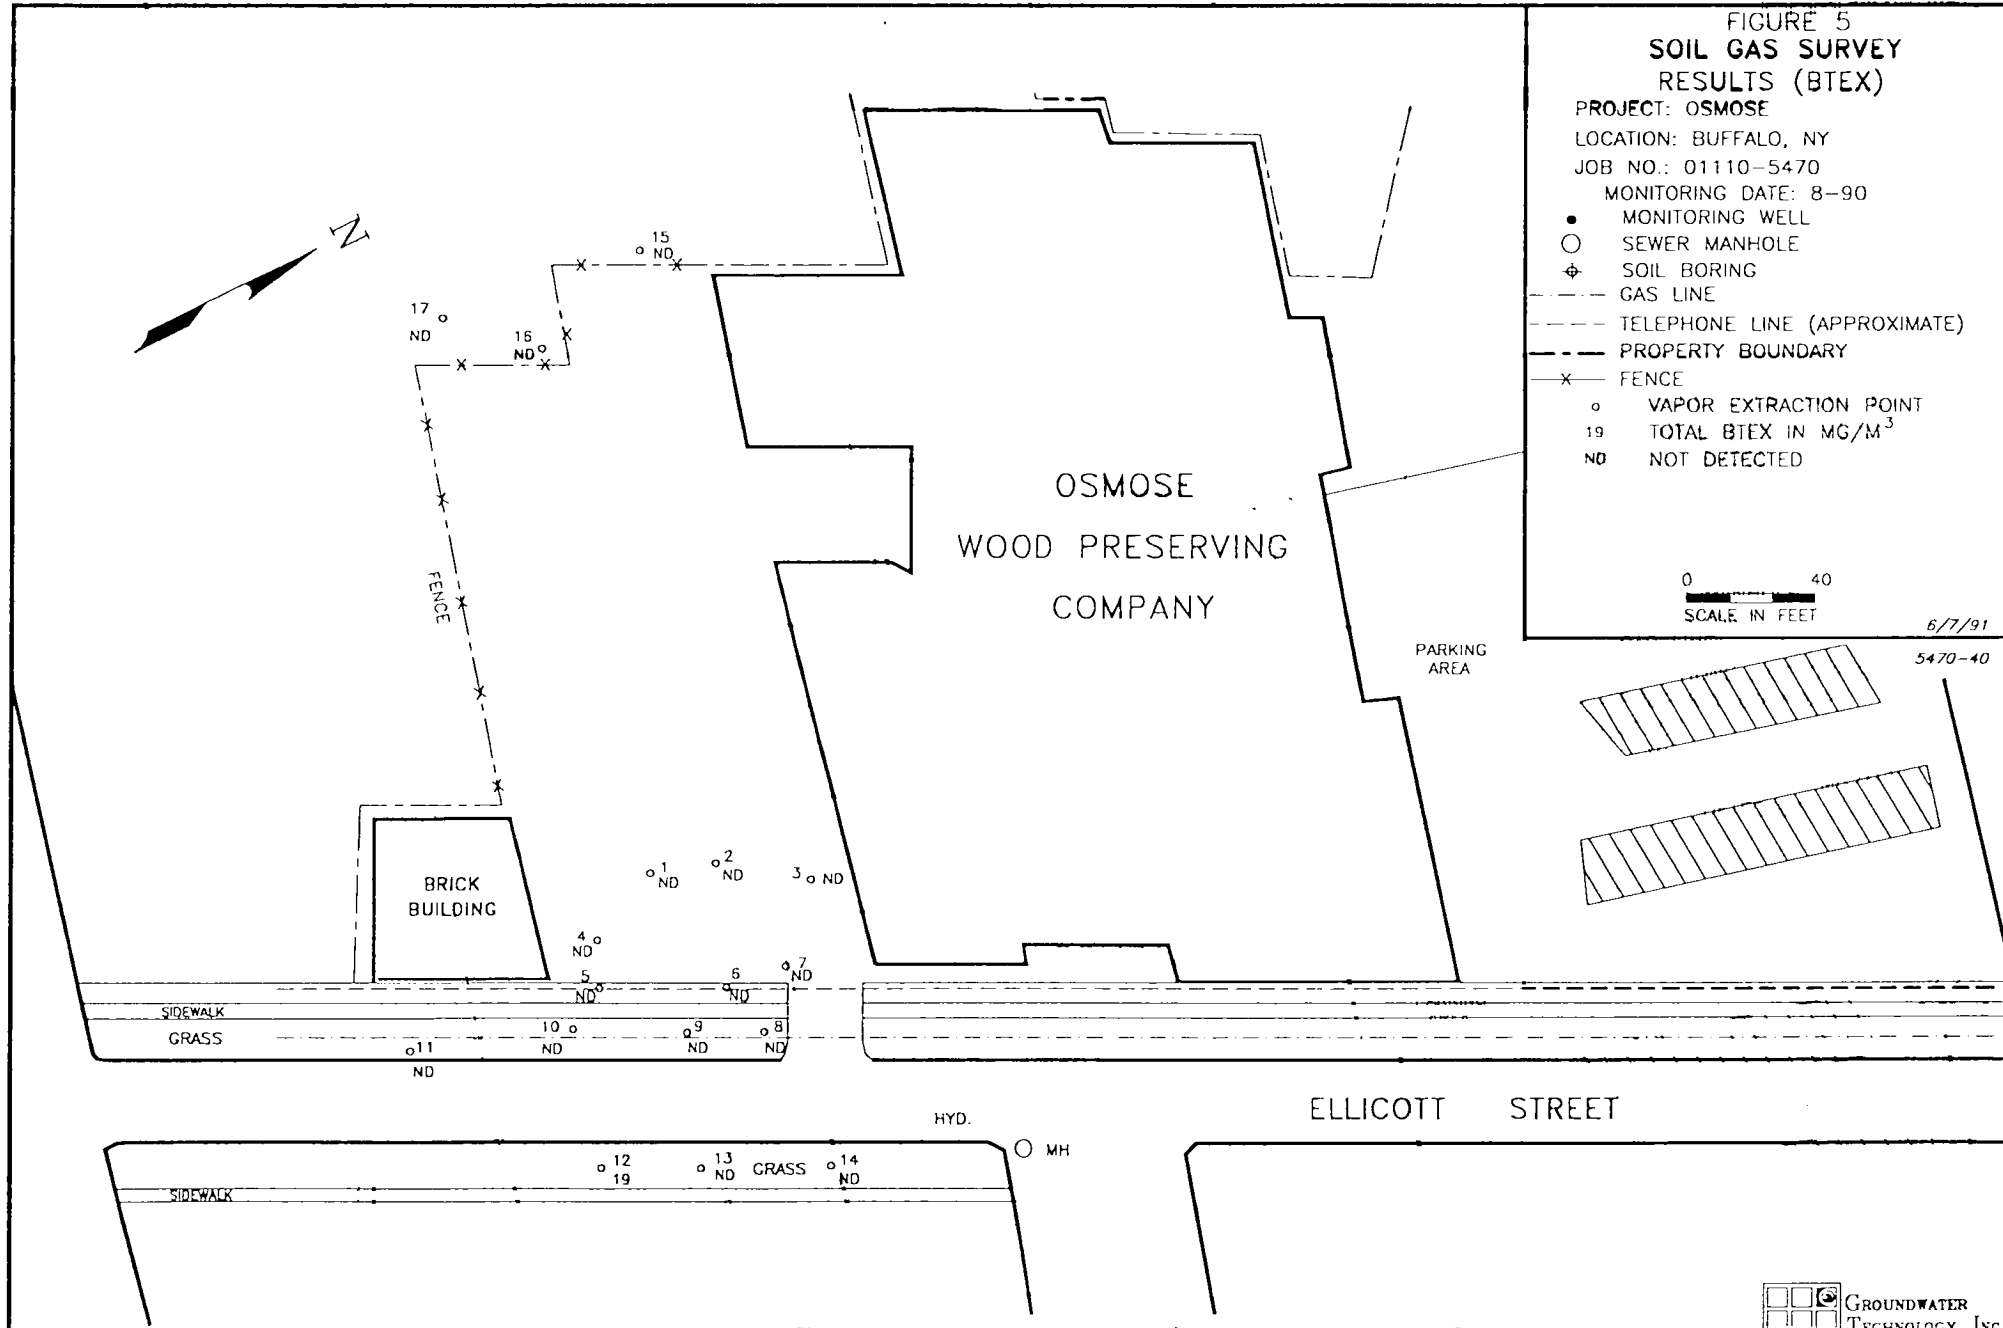 FIGURE 5
SOIL GAS SURVEY
RESULTS (BTEX)
PROJECT: OSMOSE
LOCATION: BUFFALO, NY
JOB NO.: 01110-5470
MONITORING DATE: 8-90
MONITORING WELL
SEWER MANHOLE
SOIL BORING
GAS LINE
TELEPHONE LINE (APPROXIMATE)
PROPERTY BOUNDARY
X FENCE
VAPOR EXTRACTION POINT
19 TOTAL BTEX IN MG/M³
ND NOT DETECTED
0 40
SCALE IN FEET
6/7/91
5470-40
N
15
ND
17
ND
16
ND
FENCE
OSMOSE
WOOD PRESERVING
COMPANY
PARKING
AREA
BRICK
BUILDING
1
ND
2
ND
3 ND
4
ND
5
ND
6
ND
7
ND
SIDEWALK
GRASS
10
ND
9
ND
8
ND
11
ND
HYD.
ELLICOTT STREET
MH
12
19
13
ND
GRASS
14
ND
SIDEWALK
GROUNDWATER
TECHNOLOGY, INC